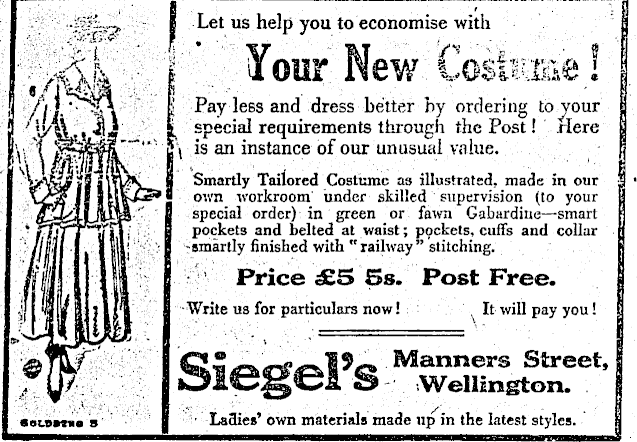 Let us help you to economise with
Your New Costume!
Pay less and dress better by ordering to your
special requirements through the Post! Here
is an instance of our unusual value.
Smartly Tailored Costume as illustrated, made in our
own workroom under skilled supervision (to your
special order) in green or fawn Gabardine—smart
pockets and belted at waist; pockets, cuffs and collar
smartly finished with "railway" stitching.
Price £5 5s. Post Free.
Write us for particulars now! It will pay you!
Siegel's Manners Street,
Wellington.
Ladies' own materials made up in the latest styles.